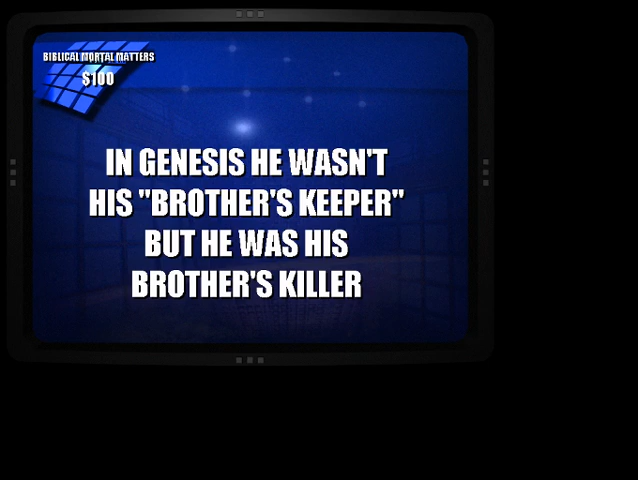 BIBLICAL MORTAL MATTERS
$100
IN GENESIS HE WASN'T
HIS "BROTHER'S KEEPER"
BUT HE WAS HIS
BROTHER'S KILLER